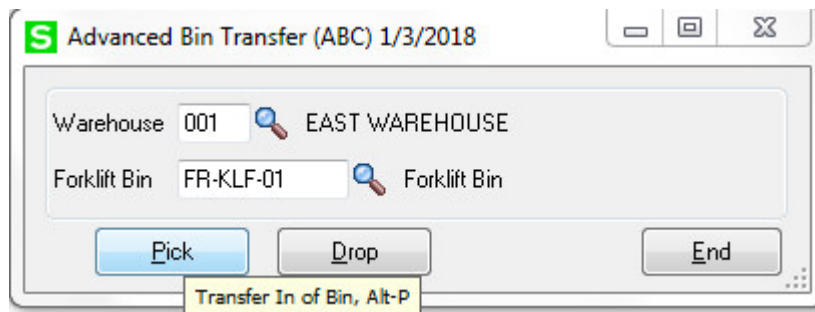 S Advanced Bin Transfer (ABC) 1/3/2018
Warehouse 001 EAST WAREHOUSE
Forklift Bin FR-KLF-01 Forklift Bin
Pick Drop End
Transfer In of Bin, Alt-P